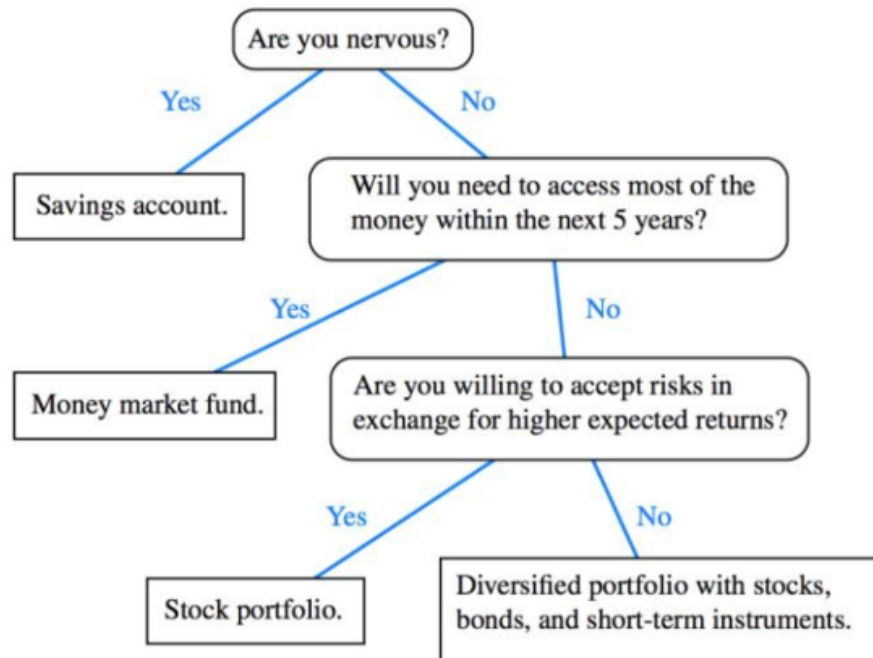 Are you nervous?
Yes
No
Savings account.
Will you need to access most of the
money within the next 5 years?
Yes
No
Money market fund.
Are you willing to accept risks in
exchange for higher expected returns?
Yes
No
Stock portfolio.
Diversified portfolio with stocks,
bonds, and short-term instruments.